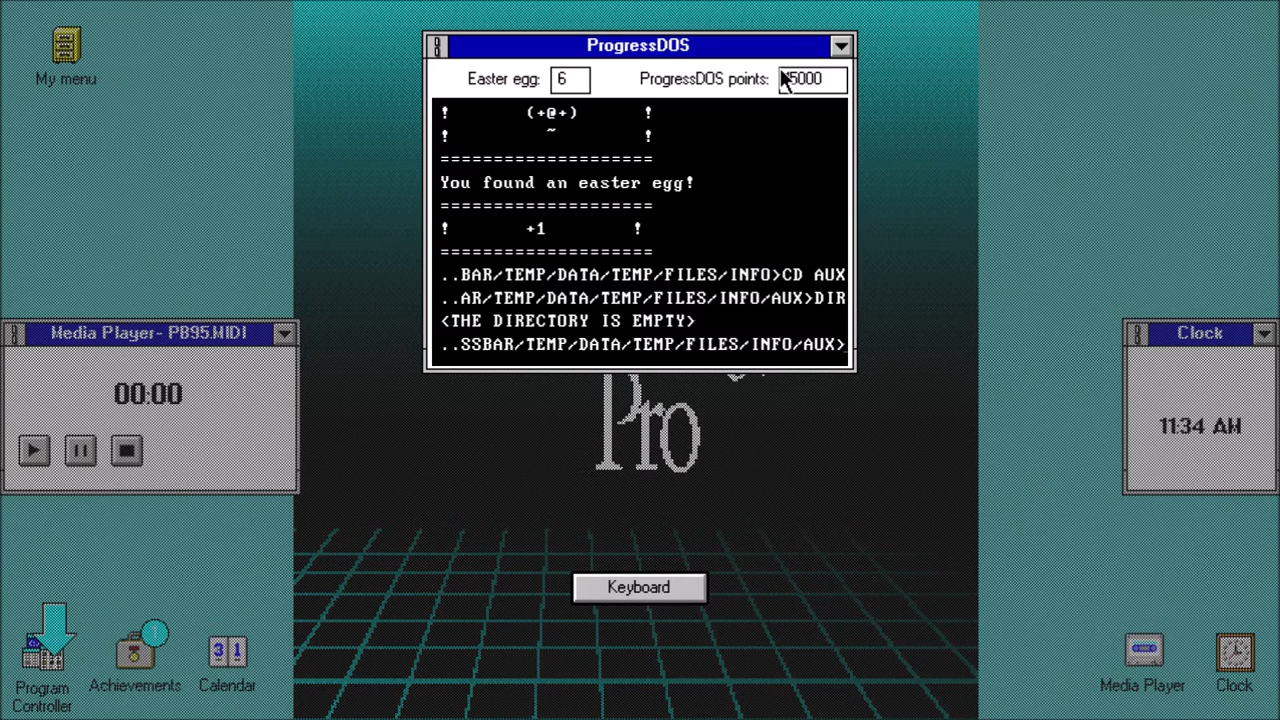 My menu
ProgressDOS
Easter egg: 6
ProgressDOS points: 5000
! (+@+) !
! ~ !
====================
You found an easter egg!
====================
! +1 !
====================
..BAR/TEMP/DATA/TEMP/FILES/INFO>CD AUX
..AR/TEMP/DATA/TEMP/FILES/INFO/AUX>DIR
<THE DIRECTORY IS EMPTY>
..SSBAR/TEMP/DATA/TEMP/FILES/INFO/AUX>_
Media Player- PB95.MIDI
00:00
Clock
11:34 AM
Pro
Keyboard
Program
Controller
Achievements
31
Calendar
Media Player
Clock